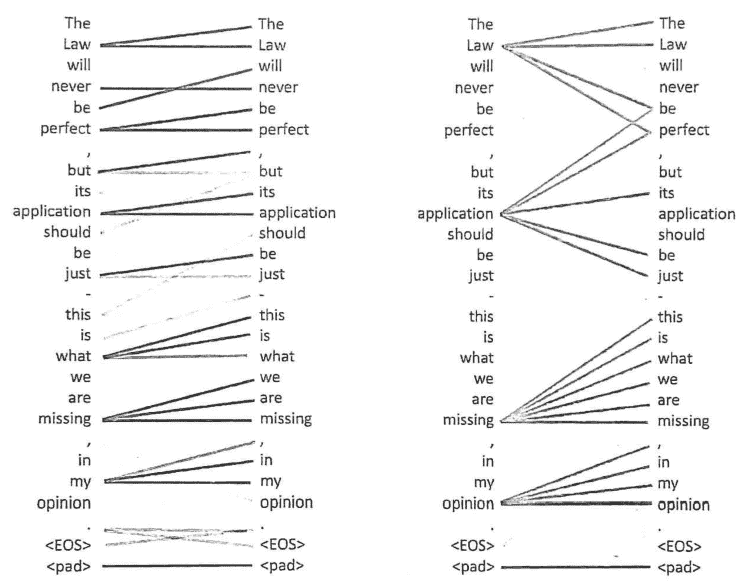 The The The The
Law Law Law Law
will will will will
never never never never
be be be be
perfect perfect perfect perfect
, , , ,
but but but but
its its its its
application application application application
should should should should
be be be be
just just just just
- - - -
this this this this
is is is is
what what what what
we we we we
are are are are
missing missing missing missing
, , , ,
in in in in
my my my my
opinion opinion opinion opinion
. . . .
<EOS> <EOS> <EOS> <EOS>
<pad> <pad> <pad> <pad>